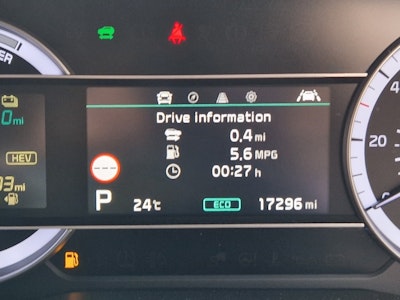 Drive information
0.4 mi
5.6 MPG
00:27 h
HEV
P 24°c ECO 17296 mi
20